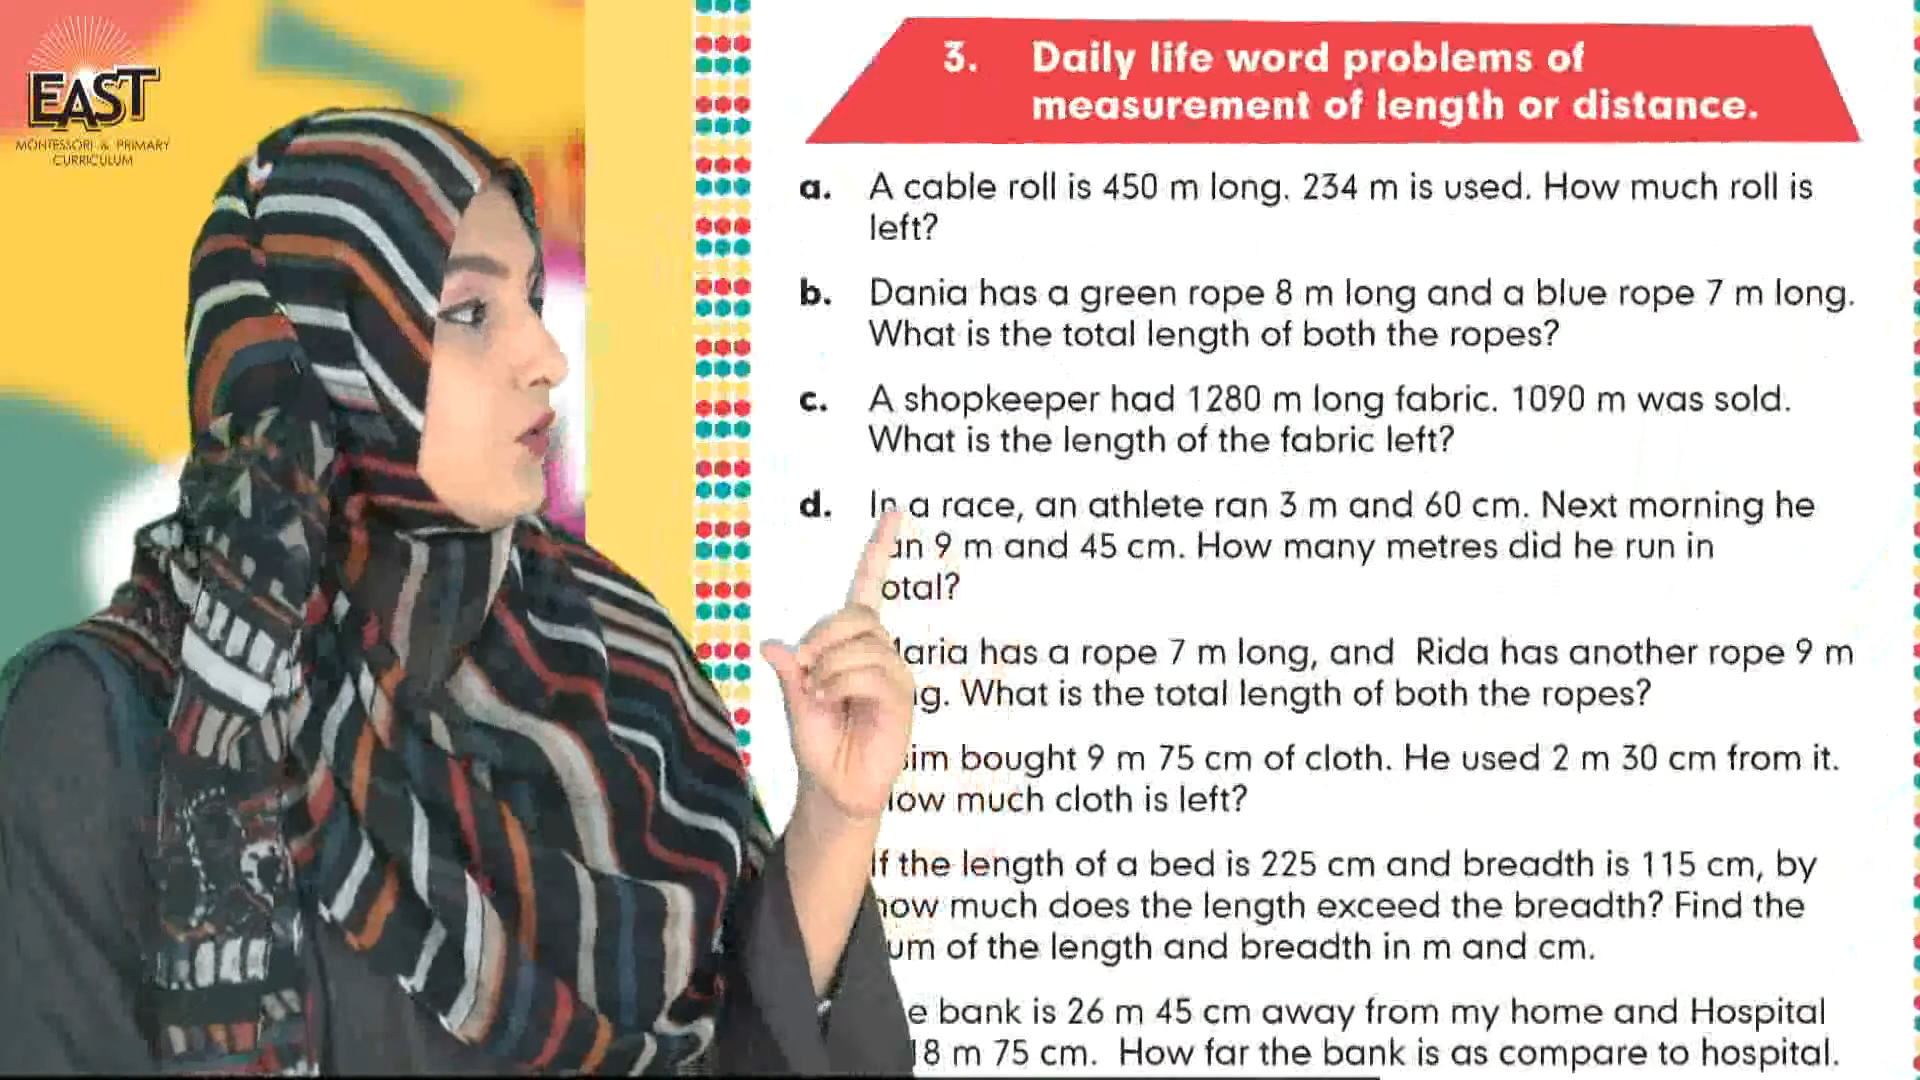 EAST
MONTESSORI & PRIMARY
CURRICULUM
3. Daily life word problems of
measurement of length or distance.
a. A cable roll is 450 m long. 234 m is used. How much roll is
left?
b. Dania has a green rope 8 m long and a blue rope 7 m long.
What is the total length of both the ropes?
c. A shopkeeper had 1280 m long fabric. 1090 m was sold.
What is the length of the fabric left?
d. In a race, an athlete ran 3 m and 60 cm. Next morning he
9 m and 45 cm. How many metres did he run in
has a rope 7 m long, and Rida has another rope 9 m
What is the total length of both the ropes?
bought 9 m 75 cm of cloth. He used 2 m 30 cm from it.
much cloth is left?
If the length of a bed is 225 cm and breadth is 115 cm, by
much does the length exceed the breadth? Find the
of the length and breadth in m and cm.
bank is 26 m 45 cm away from my home and Hospital
18 m 75 cm. How far the bank is as compare to hospital.